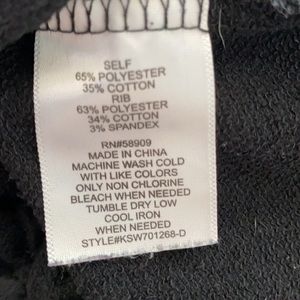 SELF
65% POLYESTER
35% COTTON
RIB
63% POLYESTER
34% COTTON
3% SPANDEX
RN#58909
MADE IN CHINA
MACHINE WASH COLD
WITH LIKE COLORS
ONLY NON CHLORINE
BLEACH WHEN NEEDED
TUMBLE DRY LOW
COOL IRON
WHEN NEEDED
STYLE#KSW701268-D